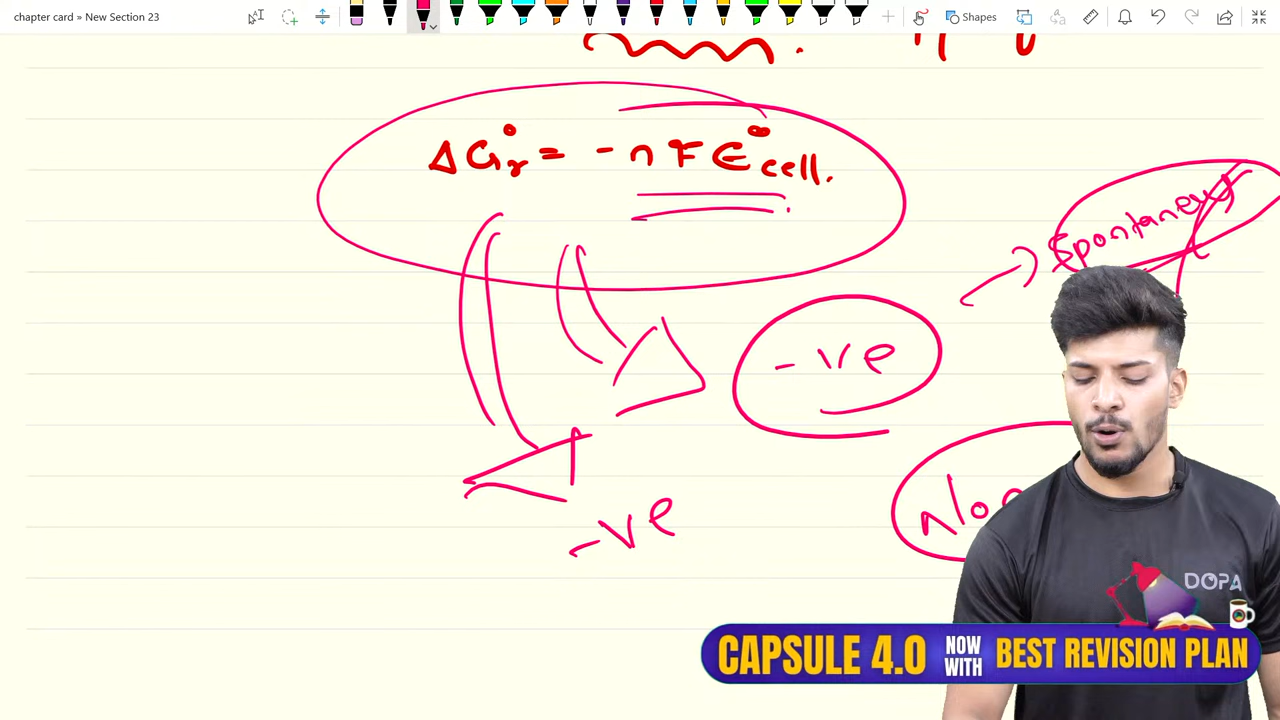 chapter card » New Section 23
Shapes
ΔG°r = -nFE°cell.
Spontaneous
-ve
-ve
DOPA
CAPSULE 4.0 NOW WITH BEST REVISION PLAN